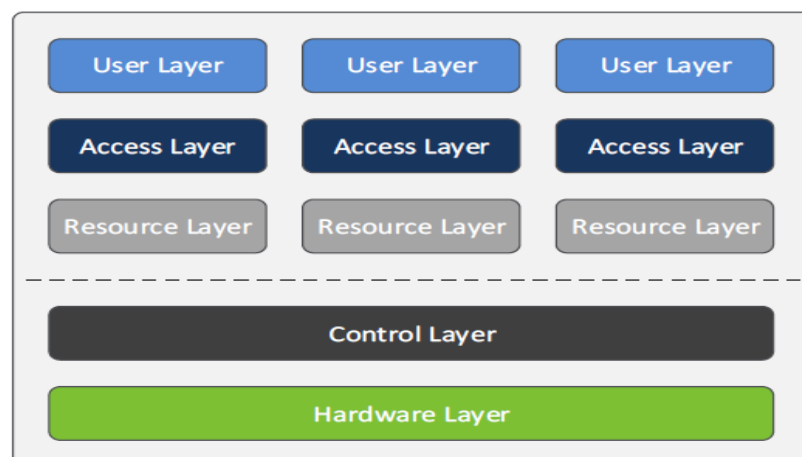 User Layer User Layer User Layer
Access Layer Access Layer Access Layer
Resource Layer Resource Layer Resource Layer
Control Layer
Hardware Layer